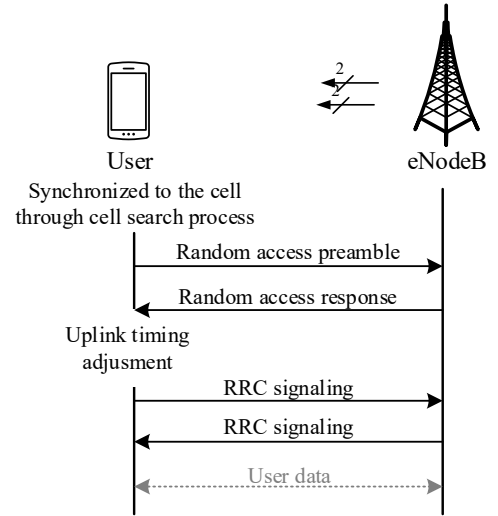 2
2
User
eNodeB
Synchronized to the cell
through cell search process
Random access preamble
Random access response
Uplink timing
adjusment
RRC signaling
RRC signaling
User data